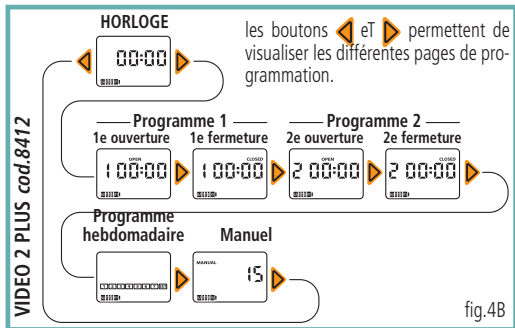 HORLOGE
00:00
les boutons eT permettent de
visualiser les différentes pages de pro-
grammation.
VIDEO 2 PLUS cod.8412
Programme 1 Programme 2
1e ouverture 1e fermeture 2e ouverture 2e fermeture
OPEN CLOSED OPEN CLOSED
1 00:00 1 00:00 2 00:00 2 00:00
Programme
hebdomadaire Manuel
MANUAL
15
fig.4B